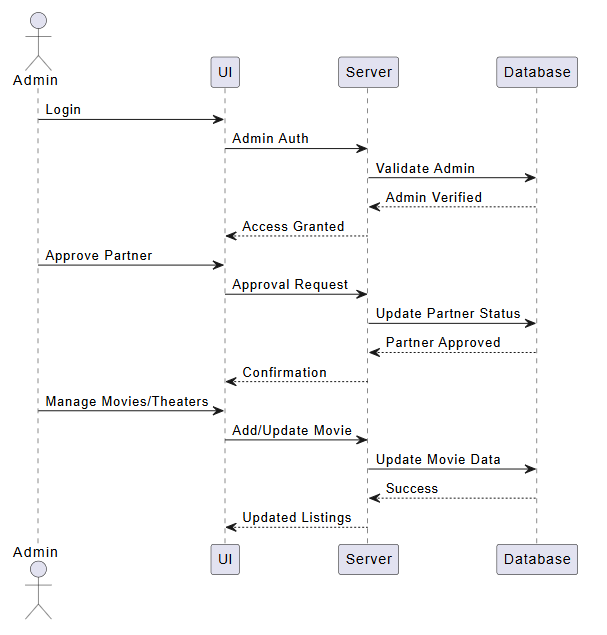 Admin
UI
Server
Database
Login
Admin Auth
Validate Admin
Admin Verified
Access Granted
Approve Partner
Approval Request
Update Partner Status
Partner Approved
Confirmation
Manage Movies/Theaters
Add/Update Movie
Update Movie Data
Success
Updated Listings
Admin
UI
Server
Database